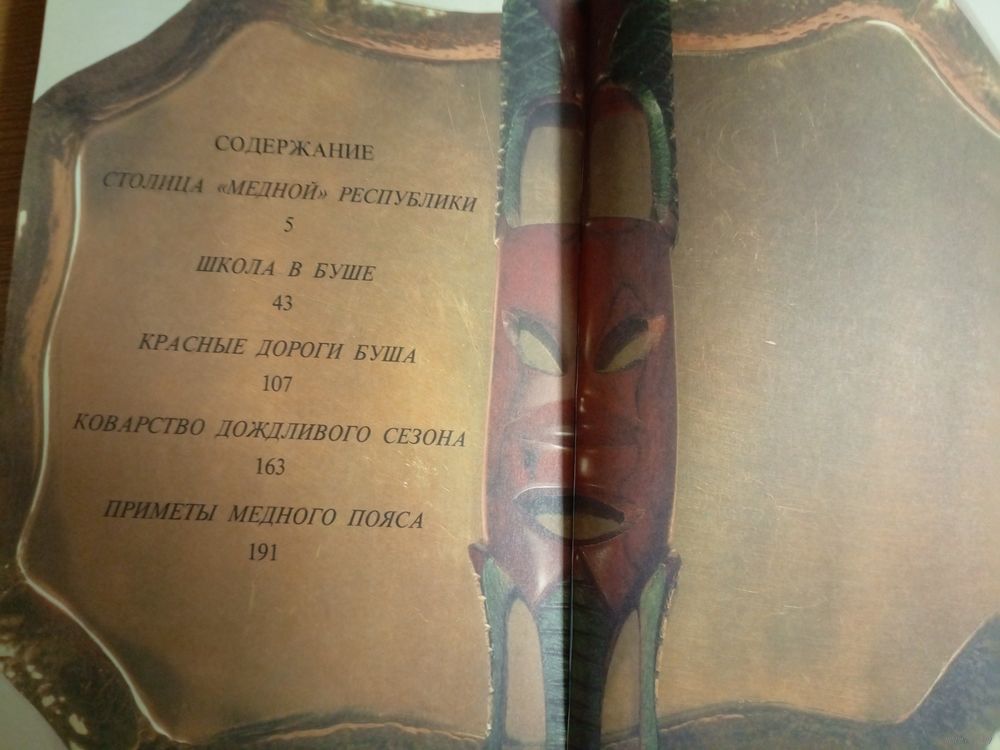 СОДЕРЖАНИЕ
СТОЛИЦА «МЕДНОЙ» РЕСПУБЛИКИ
5
ШКОЛА В БУШЕ
43
КРАСНЫЕ ДОРОГИ БУША
107
КОВАРСТВО ДОЖДЛИВОГО СЕЗОНА
163
ПРИМЕТЫ МЕДНОГО ПОЯСА
191